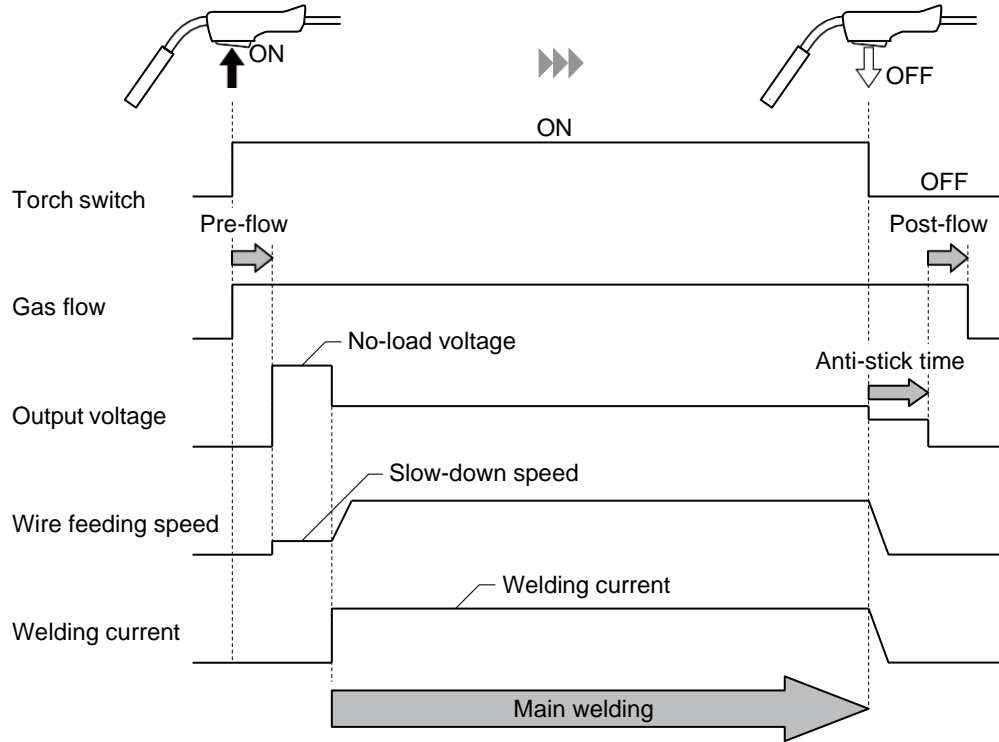 ON
OFF
ON
Torch switch
OFF
Pre-flow
Post-flow
Gas flow
No-load voltage
Anti-stick time
Output voltage
Slow-down speed
Wire feeding speed
Welding current
Welding current
Main welding